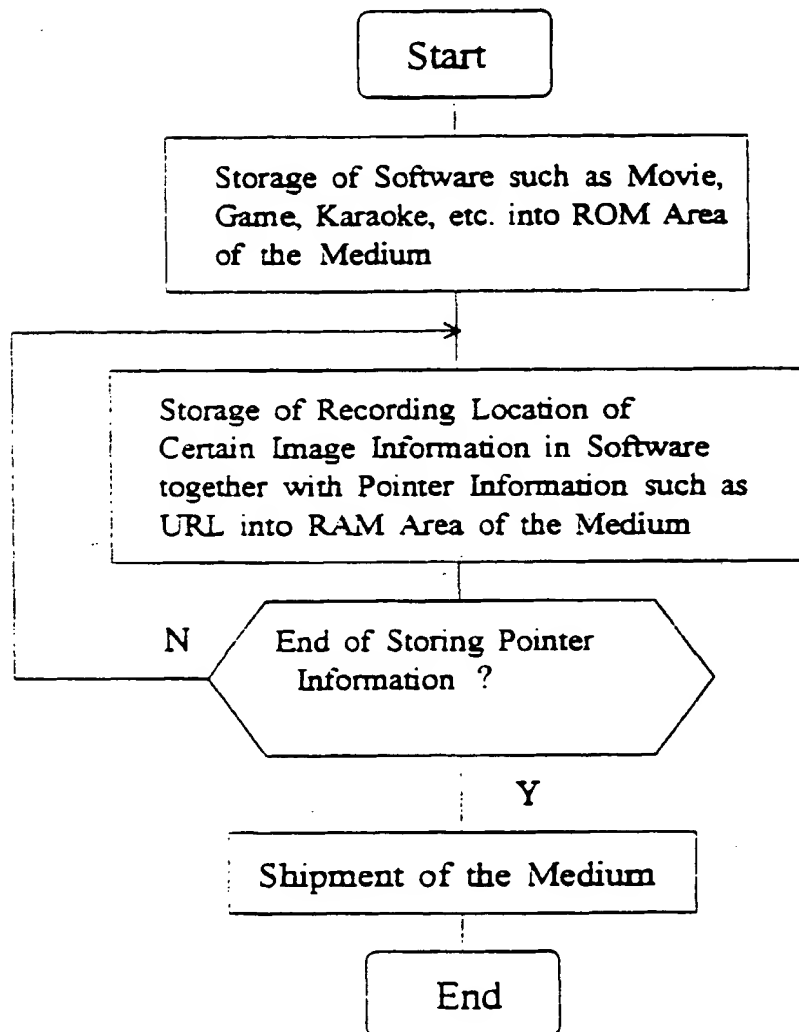 Start
Storage of Software such as Movie,
Game, Karaoke, etc. into ROM Area
of the Medium
Storage of Recording Location of
Certain Image Information in Software
together with Pointer Information such as
URL into RAM Area of the Medium
N
End of Storing Pointer
Information ?
Y
Shipment of the Medium
End